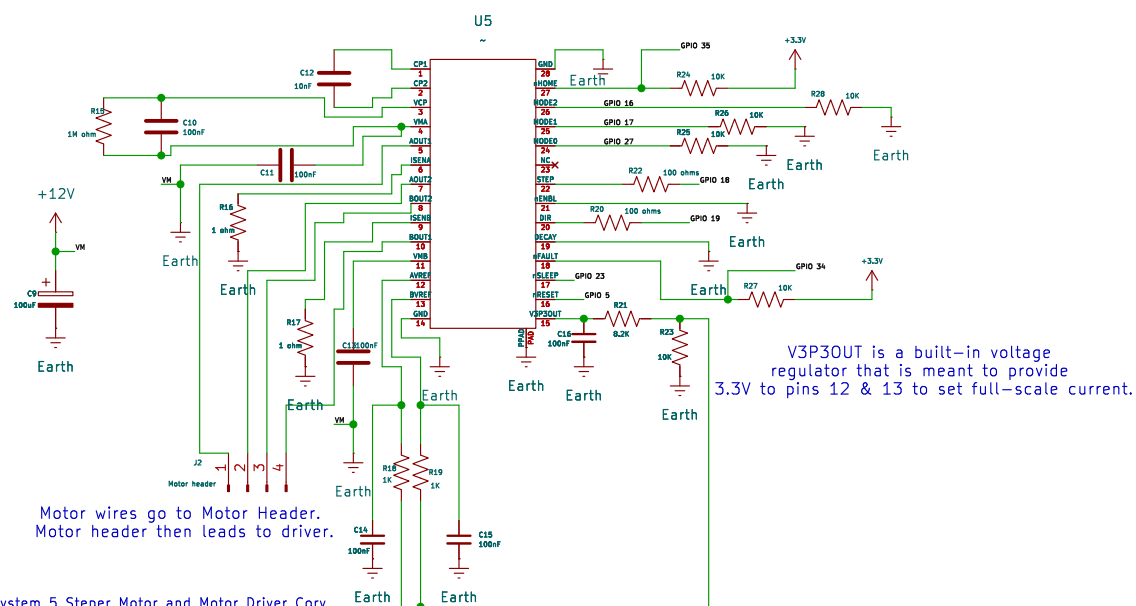 U5
~
GPIO 35
+3.3V
CP1
1
GND
28
Earth
C12
10nF
CP2
2
nHOME
27
R24
10K
R28
10K
R15
1M ohm
C10
100nF
VCP
3
MODE2
26
GPIO 16
VMA
4
MODE1
25
GPIO 17
R26
10K
Earth
AOUT1
5
MODE0
24
GPIO 27
R25
10K
Earth
Earth
C11
100nF
ISENA
6
NC
23
VM
AOUT2
7
STEP
22
R22
100 ohms
GPIO 18
+12V
R16
1 ohm
BOUT2
8
nENBL
21
Earth
ISENB
9
DIR
20
R20
100 ohms
GPIO 19
VM
Earth
BOUT1
10
DECAY
19
Earth
VMB
11
nFAULT
18
GPIO 34
+3.3V
C9
100uF
Earth
AVREF
12
nSLEEP
17
GPIO 23
R27
10K
BVREF
13
nRESET
16
GPIO 5
R17
1 ohm
GND
14
V3P3OUT
15
R21
8.2K
C13
100nF
PPAD
PAD
C16
100nF
R23
10K
Earth
Earth
Earth
Earth
Earth
Earth
V3P3OUT is a built-in voltage
regulator that is meant to provide
3.3V to pins 12 & 13 to set full-scale current.
VM
J2
1
2
3
4
Motor header
R18
1K
R19
1K
Earth
Motor wires go to Motor Header.
Motor header then leads to driver.
C14
100nF
C15
100nF
Earth
Earth
ystem 5 Steper Motor and Motor Driver Cory